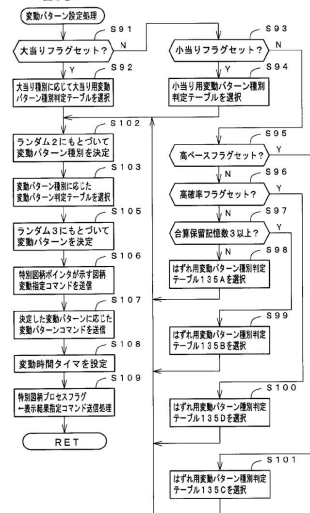 変動パターン設定処理
S91
大当りフラグセット？
N
Y
S92
大当り種別に応じて大当り用変動
パターン種別判定テーブルを選択
S102
ランダム2にもとづいて
変動パターン種別を決定
S103
変動パターン種別に応じた
変動パターン判定テーブルを選択
S105
ランダム3にもとづいて
変動パターンを決定
S106
特別図柄ポインタが示す図柄
変動指定コマンドを送信
S107
決定した変動パターンに応じた
変動パターンコマンドを送信
S108
変動時間タイマを設定
S109
特別図柄プロセスフラグ
←表示結果指定コマンド送信処理
RET
S93
小当りフラグセット？
N
Y
S94
小当り用変動パターン種別
判定テーブルを選択
S95
高ベースフラグセット？
Y
N
S96
高確率フラグセット？
Y
N
S97
合算保留記憶数3以上？
Y
N
S98
はずれ用変動パターン種別判定
テーブル135Aを選択
S99
はずれ用変動パターン種別判定
テーブル135Bを選択
S100
はずれ用変動パターン種別判定
テーブル135Dを選択
S101
はずれ用変動パターン種別判定
テーブル135Cを選択